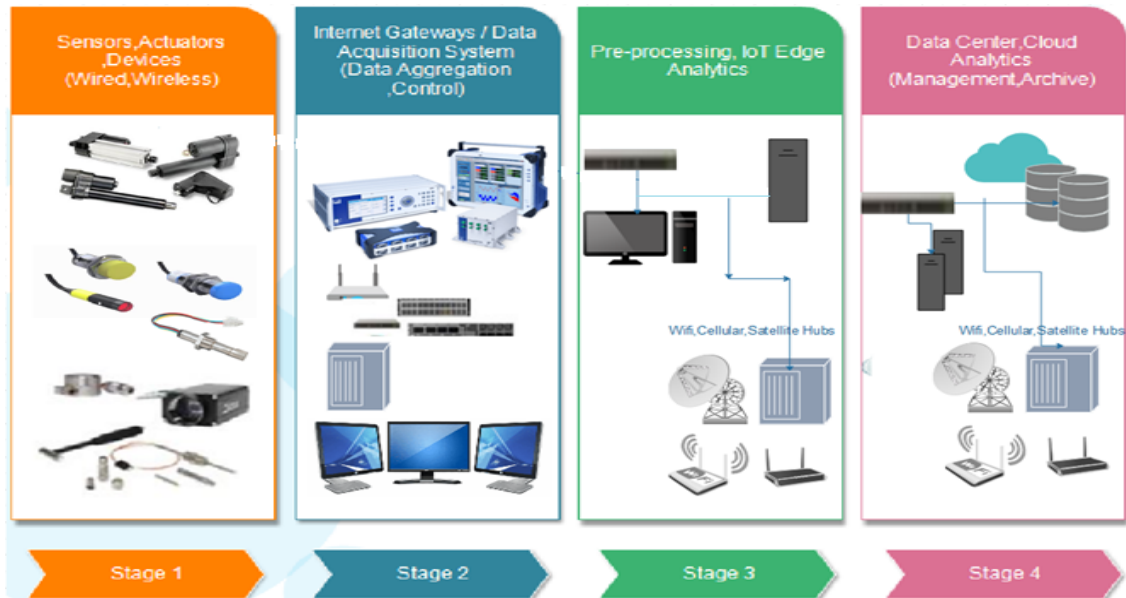 Sensors,Actuators
,Devices
(Wired,Wireless)
Internet Gateways / Data
Acquisition System
(Data Aggregation
,Control)
Pre-processing, IoT Edge
Analytics
Data Center,Cloud
Analytics
(Management,Archive)
Wifi,Cellular,Satellite Hubs
Wifi,Cellular,Satellite Hubs
Stage 1
Stage 2
Stage 3
Stage 4